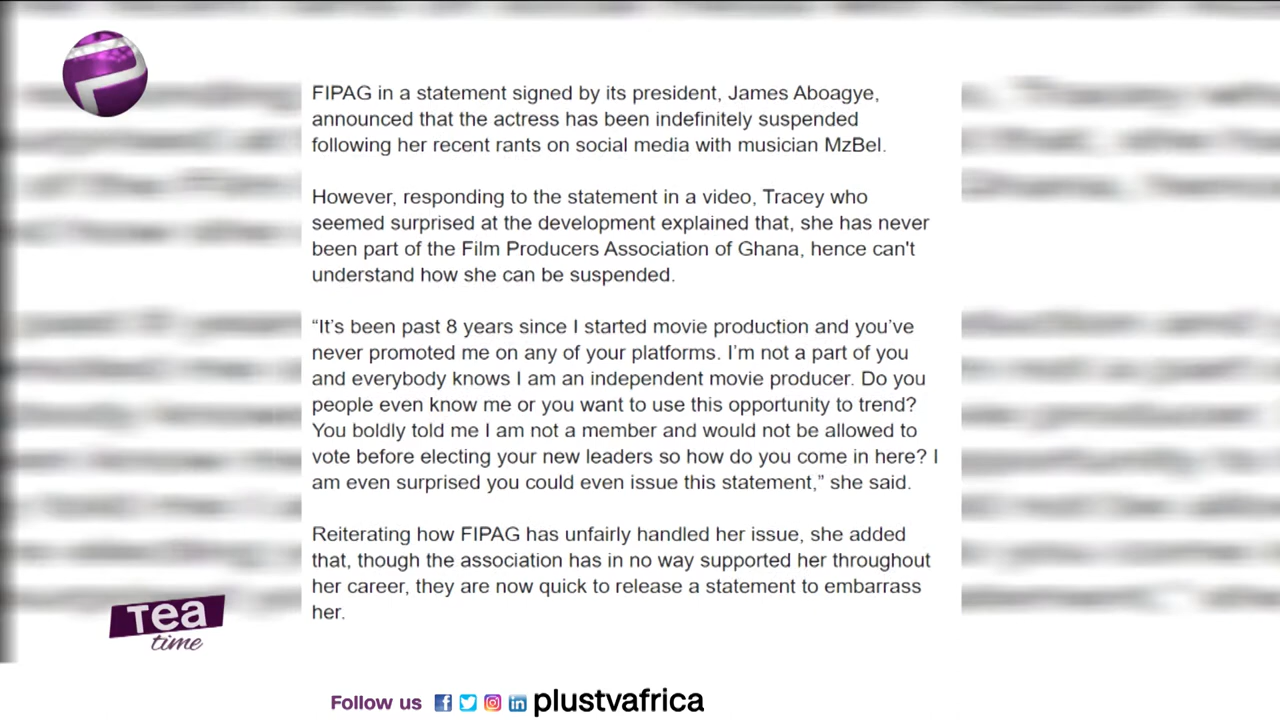 FIPAG in a statement signed by its president, James Aboagye,
announced that the actress has been indefinitely suspended
following her recent rants on social media with musician MzBel.
However, responding to the statement in a video, Tracey who
seemed surprised at the development explained that, she has never
been part of the Film Producers Association of Ghana, hence can't
understand how she can be suspended.
“It’s been past 8 years since I started movie production and you’ve
never promoted me on any of your platforms. I’m not a part of you
and everybody knows I am an independent movie producer. Do you
people even know me or you want to use this opportunity to trend?
You boldly told me I am not a member and would not be allowed to
vote before electing your new leaders so how do you come in here? I
am even surprised you could even issue this statement,” she said.
Reiterating how FIPAG has unfairly handled her issue, she added
that, though the association has in no way supported her throughout
her career, they are now quick to release a statement to embarrass
her.
Tea
time
Follow us plustvafrica